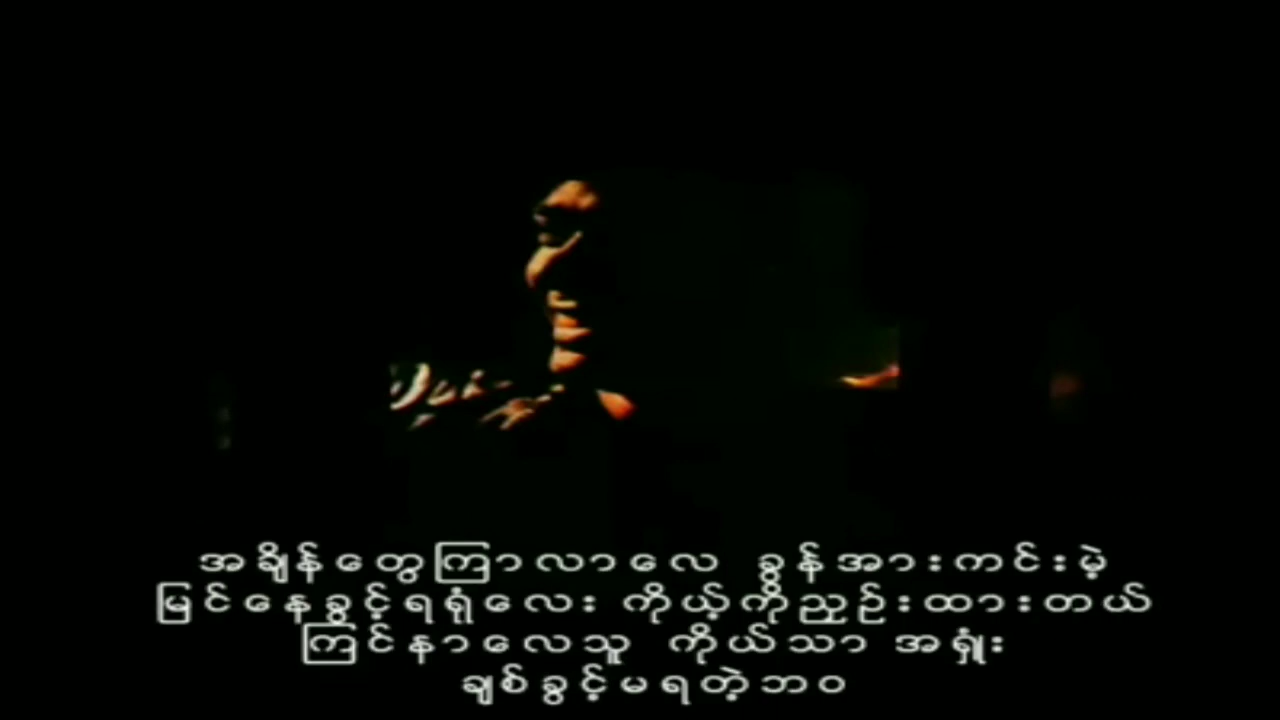 အချိန်တွေကြာလာလေ ခွန်အားကင်းမဲ့
မြင်နေခွင့်ရရုံလေး ကိုယ့်ကိုညှဉ်းထားတယ်
ကြင်နာလေသူ ကိုယ်သာ အရှုံး
ချစ်ခွင့်မရတဲ့ဘဝ